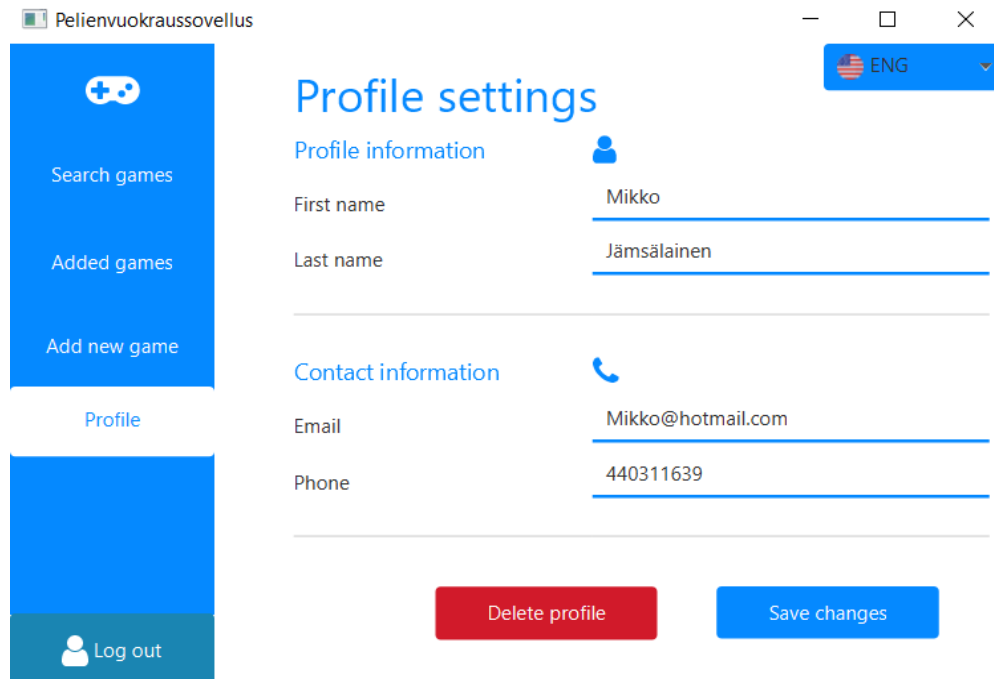 Pelienvuokraussovellus
ENG
Search games
Added games
Add new game
Profile
Log out
Profile settings
Profile information
First name
Mikko
Last name
Jämsäläinen
Contact information
Email
Mikko@hotmail.com
Phone
440311639
Delete profile
Save changes